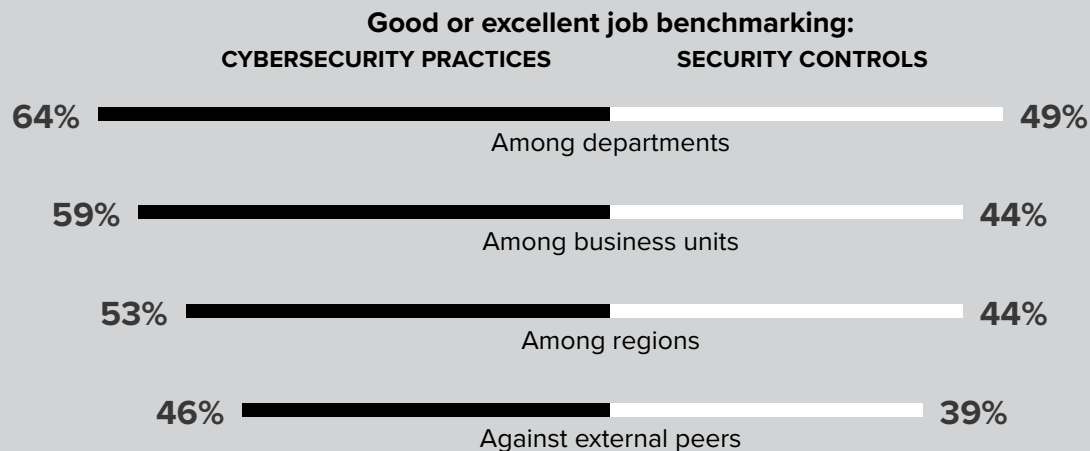 Good or excellent job benchmarking:
CYBERSECURITY PRACTICES SECURITY CONTROLS
64% 49%
Among departments
59% 44%
Among business units
53% 44%
Among regions
46% 39%
Against external peers